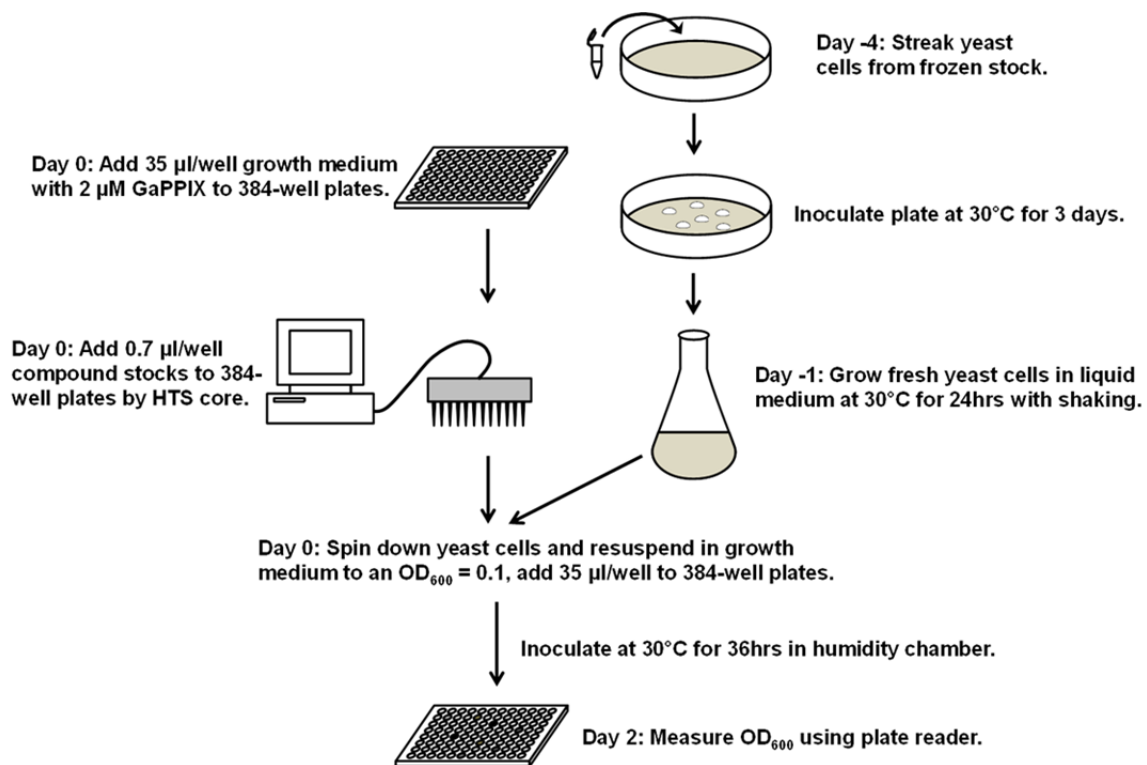 Day -4: Streak yeast
cells from frozen stock.
Day 0: Add 35 µl/well growth medium
with 2 µM GaPPIX to 384-well plates.
Inoculate plate at 30°C for 3 days.
Day 0: Add 0.7 µl/well
compound stocks to 384-
well plates by HTS core.
Day -1: Grow fresh yeast cells in liquid
medium at 30°C for 24hrs with shaking.
Day 0: Spin down yeast cells and resuspend in growth
medium to an OD₆₀₀ = 0.1, add 35 µl/well to 384-well plates.
Inoculate at 30°C for 36hrs in humidity chamber.
Day 2: Measure OD₆₀₀ using plate reader.